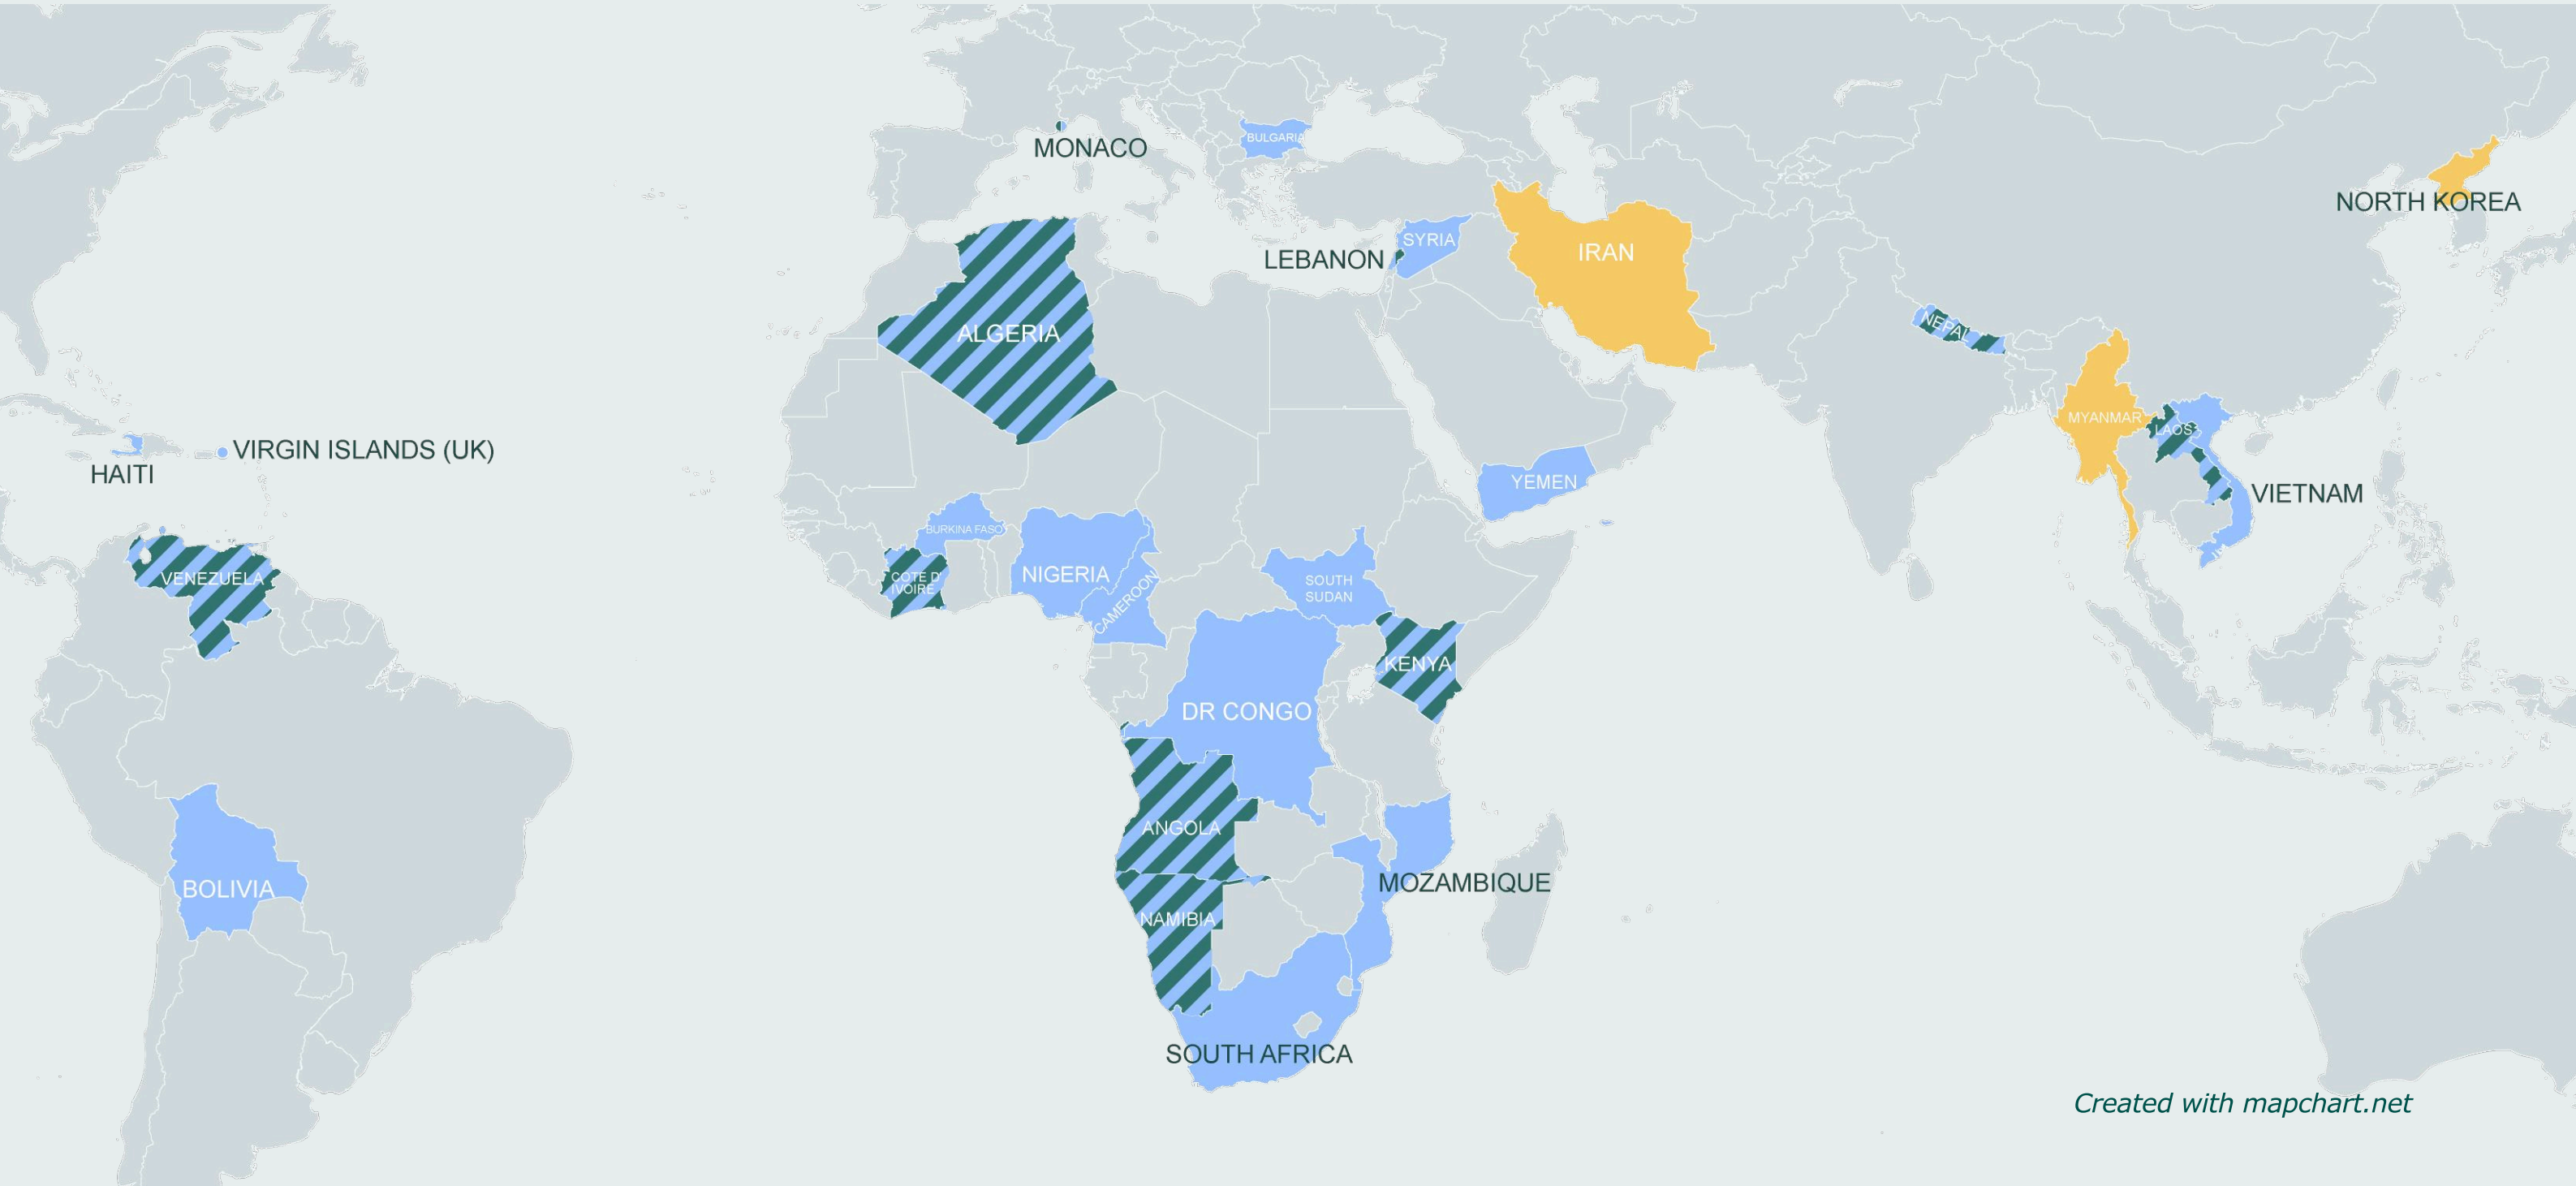 MONACO
BULGARIA
NORTH KOREA
SYRIA
LEBANON
IRAN
ALGERIA
NEPAL
MYANMAR
LAOS
VIRGIN ISLANDS (UK)
HAITI
YEMEN
VIETNAM
BURKINA FASO
VENEZUELA
COTE D'
IVOIRE
NIGERIA
CAMEROON
SOUTH
SUDAN
KENYA
DR CONGO
ANGOLA
BOLIVIA
MOZAMBIQUE
NAMIBIA
SOUTH AFRICA
Created with mapchart.net